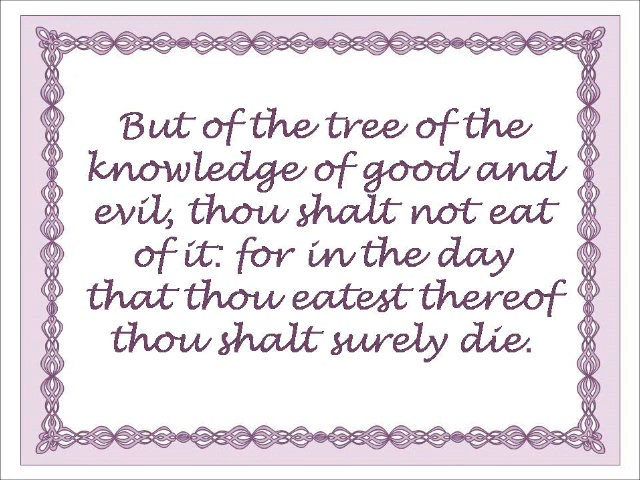 But of the tree of the
knowledge of good and
evil, thou shalt not eat
of it: for in the day
that thou eatest thereof
thou shalt surely die.